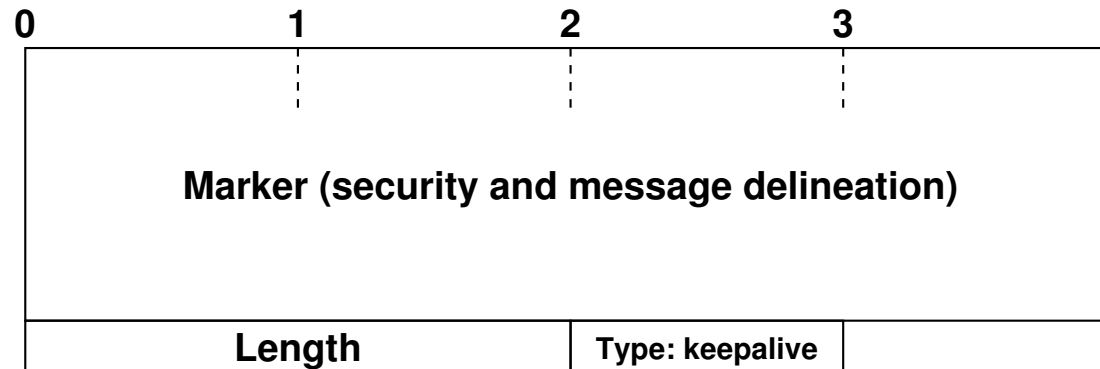 0 1 2 3
Marker (security and message delineation)
Length Type: keepalive